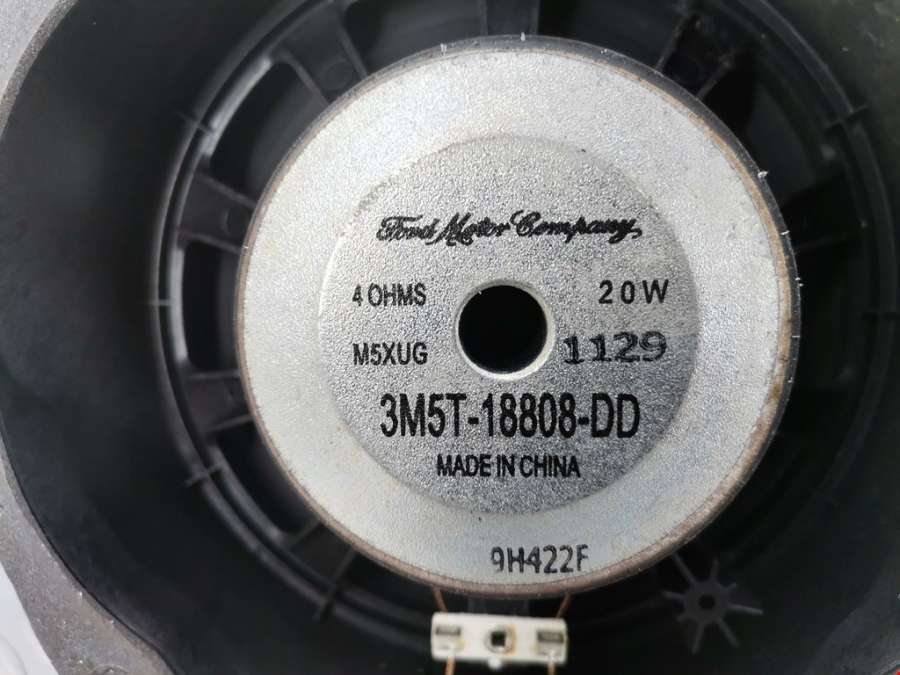 Ford Motor Company,
4 OHMS 20W
M5XUG 1129
3M5T-18808-DD
MADE IN CHINA
9H422F